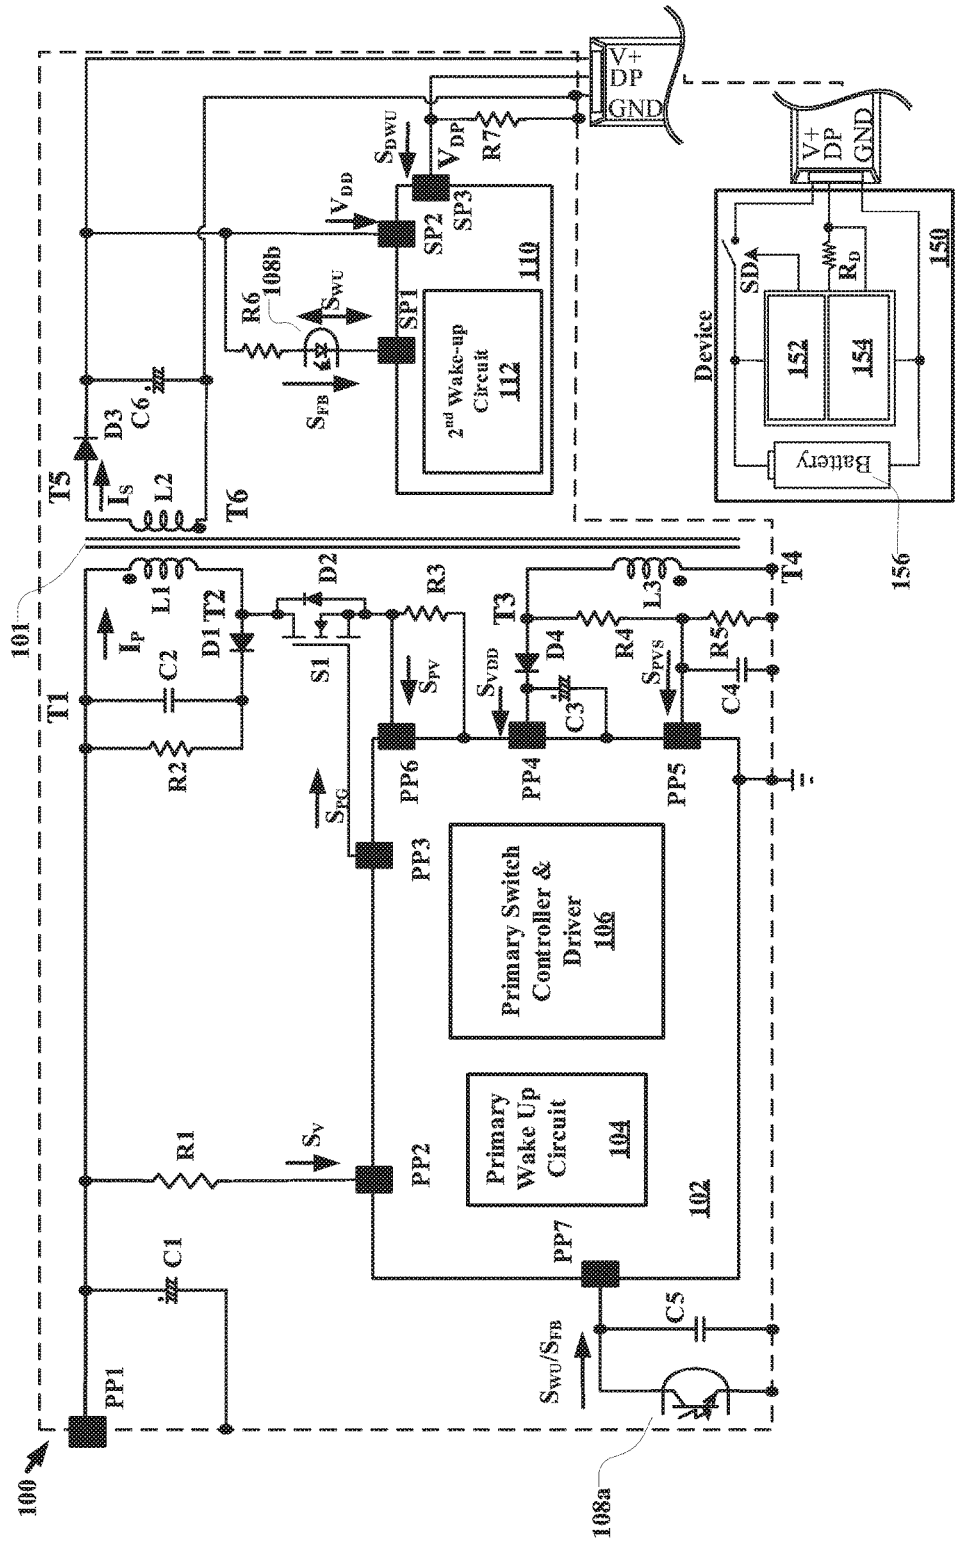 100
PP1
C1
R1
S_V
PP2
T1
R2
C2
I_P
101
L1
T2
D1
S1
D2
R3
S_PG
PP3
PP6
S_PV
S_VDD
PP4
T3
D4
C3
R4
L3
T4
S_PVS
R5
C4
PP5
Primary Switch
Controller &
Driver
106
Primary
Wake Up
Circuit
104
102
PP7
S_WU/S_FB
C5
108a
T5
I_S
L2
T6
D3
C6
R6
108b
S_FB
S_WU
SP1
V_DD
SP2
S_DWU
SP3
V_DP
R7
110
2nd Wake-up
Circuit
112
V+
DP
GND
V+
DP
GND
Device
SD
R_D
152
154
150
Battery
156